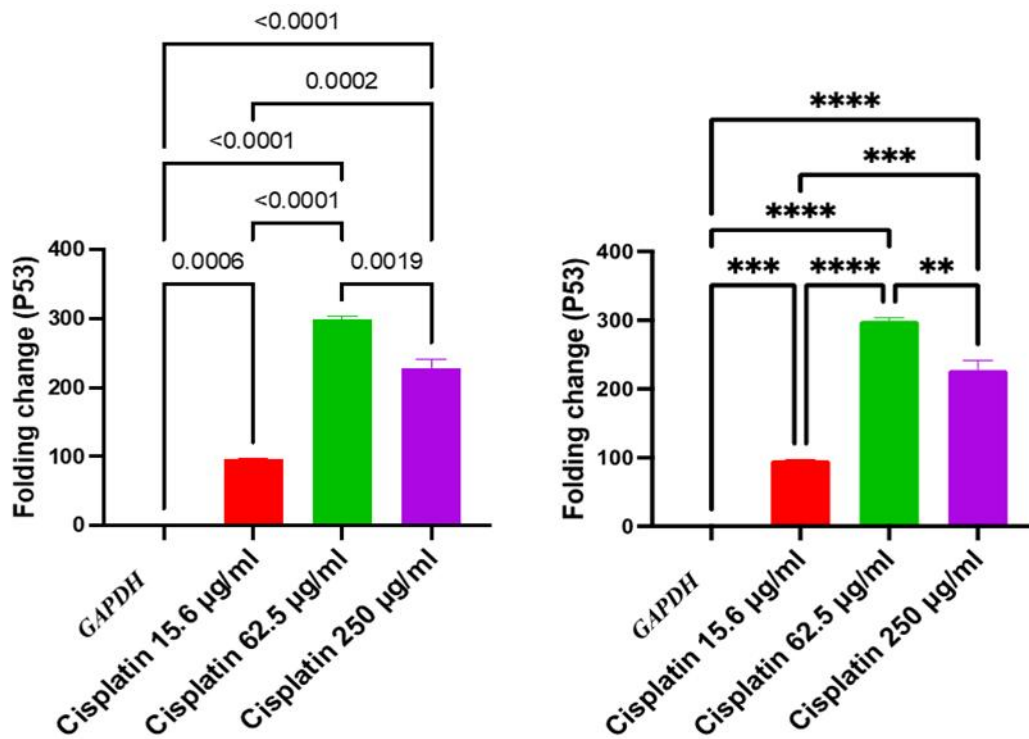 <0.0001
0.0002
<0.0001
<0.0001
0.0006
0.0019
400
300
200
100
0
Folding change (P53)
GAPDH
Cisplatin 15.6 µg/ml
Cisplatin 62.5 µg/ml
Cisplatin 250 µg/ml
****
***
****
***
****
**
400
300
200
100
0
Folding change (P53)
GAPDH
Cisplatin 15.6 µg/ml
Cisplatin 62.5 µg/ml
Cisplatin 250 µg/ml